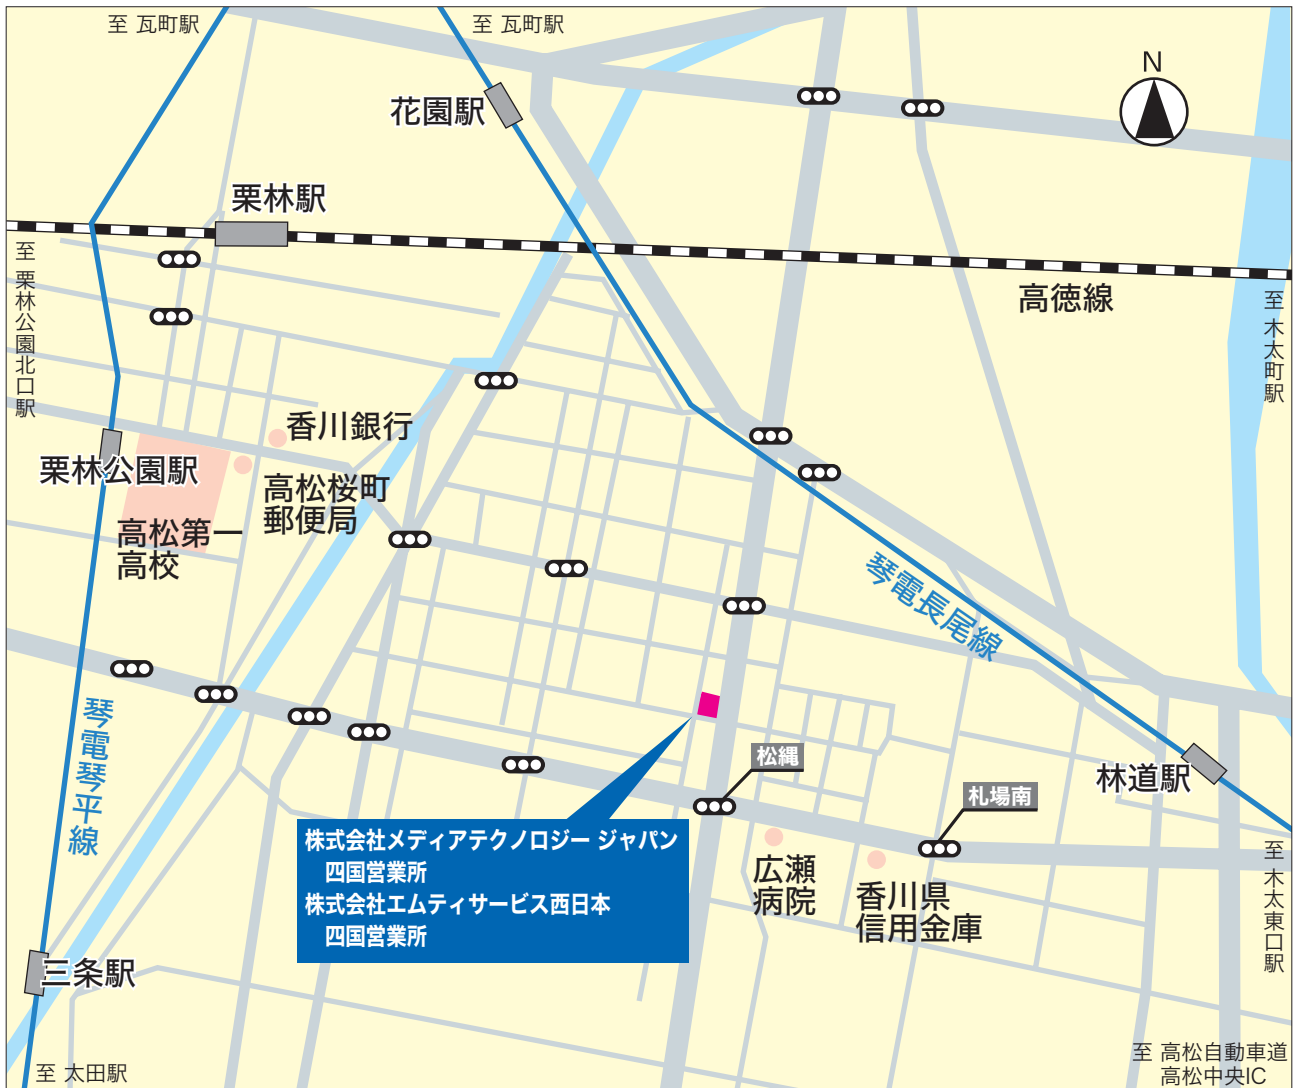 至 瓦町駅
至 瓦町駅
N
花園駅
栗林駅
至 栗林公園北口駅
高徳線
至 木太町駅
香川銀行
栗林公園駅
高松桜町
郵便局
高松第一
高校
琴電長尾線
琴電琴平線
松縄
林道駅
札場南
株式会社メディアテクノロジー ジャパン
四国営業所
株式会社エムティサービス西日本
四国営業所
広瀬
病院
香川県
信用金庫
至 木太東口駅
三条駅
至 太田駅
至 高松自動車道
高松中央IC